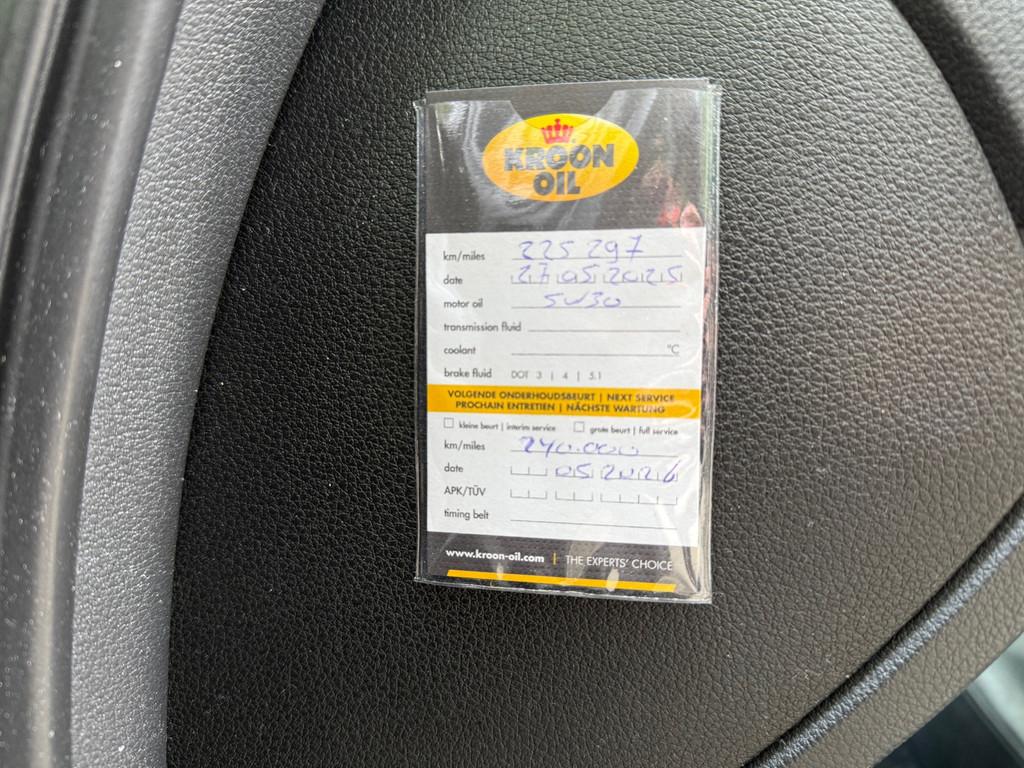 KROON
OIL
km/miles 225 297
date 27 05 2025
motor oil 5W30
transmission fluid
coolant °C
brake fluid DOT 3 | 4 | 5.1
VOLGENDE ONDERHOUDSBEURT | NEXT SERVICE
PROCHAIN ENTRETIEN | NÄCHSTE WARTUNG
kleine beurt | interim service grote beurt | full service
km/miles 240.000
date 05 2026
APK/TÜV
timing belt
www.kroon-oil.com | THE EXPERTS' CHOICE